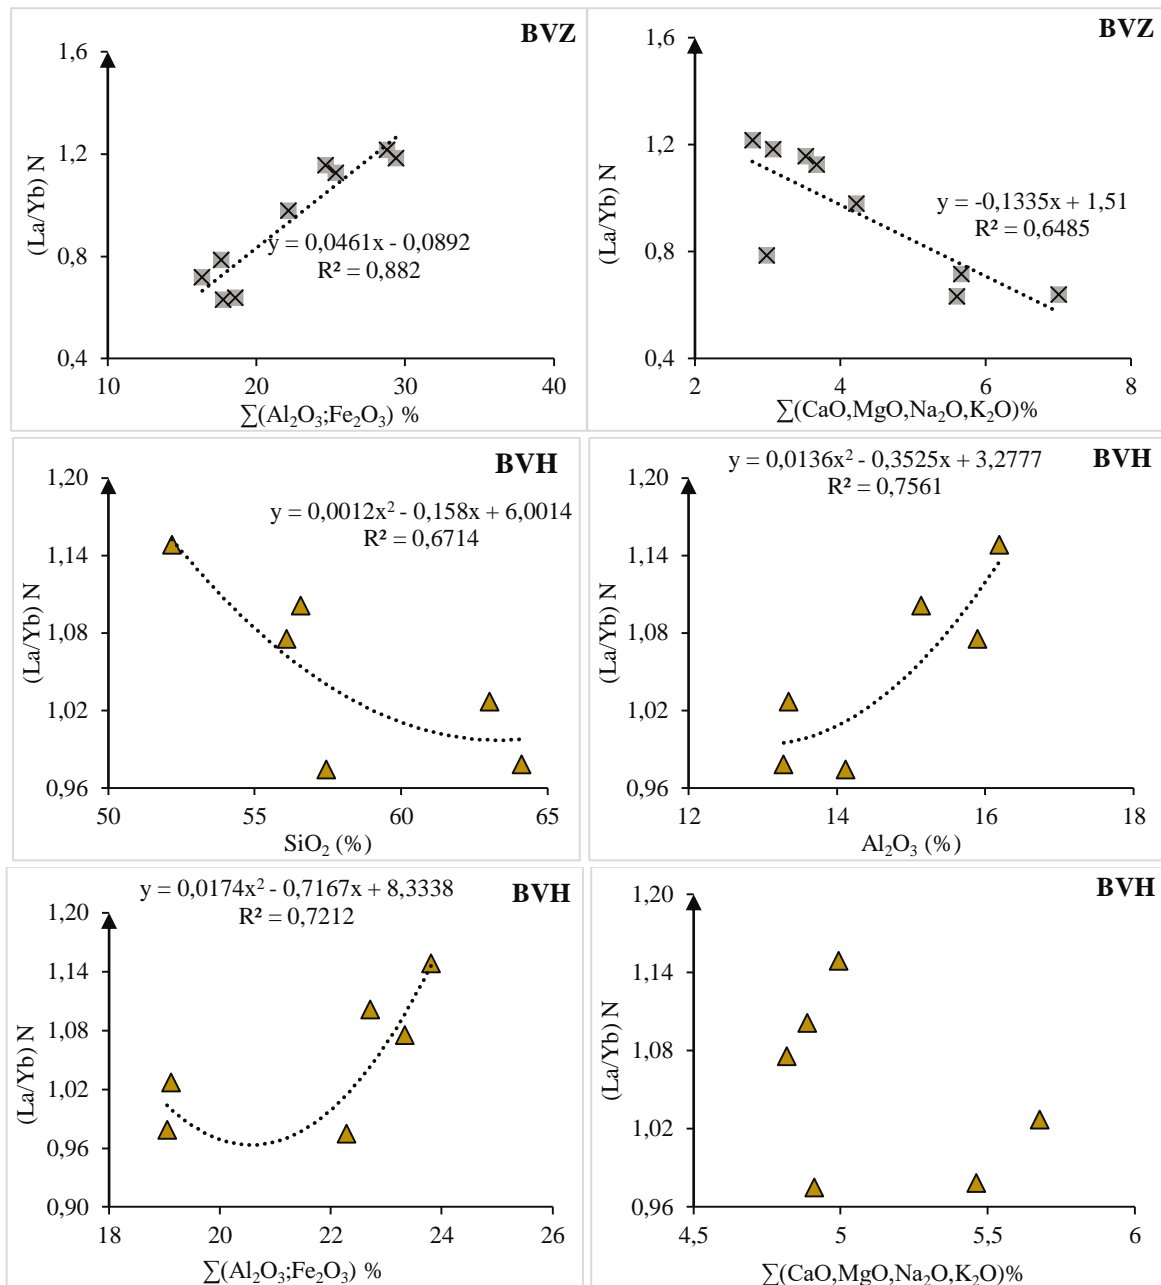 BVZ
1,6
1,2
0,8
0,4
(La/Yb) N
y = 0,0461x - 0,0892
R² = 0,882
10 20 30 40
∑(Al₂O₃;Fe₂O₃) %
BVZ
1,6
1,2
0,8
0,4
(La/Yb) N
y = -0,1335x + 1,51
R² = 0,6485
2 4 6 8
∑(CaO,MgO,Na₂O,K₂O)%
BVH
1,20
1,14
1,08
1,02
0,96
(La/Yb) N
y = 0,0012x² - 0,158x + 6,0014
R² = 0,6714
50 55 60 65
SiO₂ (%)
y = 0,0136x² - 0,3525x + 3,2777
R² = 0,7561
BVH
1,20
1,14
1,08
1,02
0,96
(La/Yb) N
12 14 16 18
Al₂O₃ (%)
y = 0,0174x² - 0,7167x + 8,3338
R² = 0,7212
BVH
1,20
1,14
1,08
1,02
0,96
0,90
(La/Yb) N
18 20 22 24 26
∑(Al₂O₃;Fe₂O₃) %
BVH
1,20
1,14
1,08
1,02
0,96
(La/Yb) N
4,5 5 5,5 6
∑(CaO,MgO,Na₂O,K₂O)%